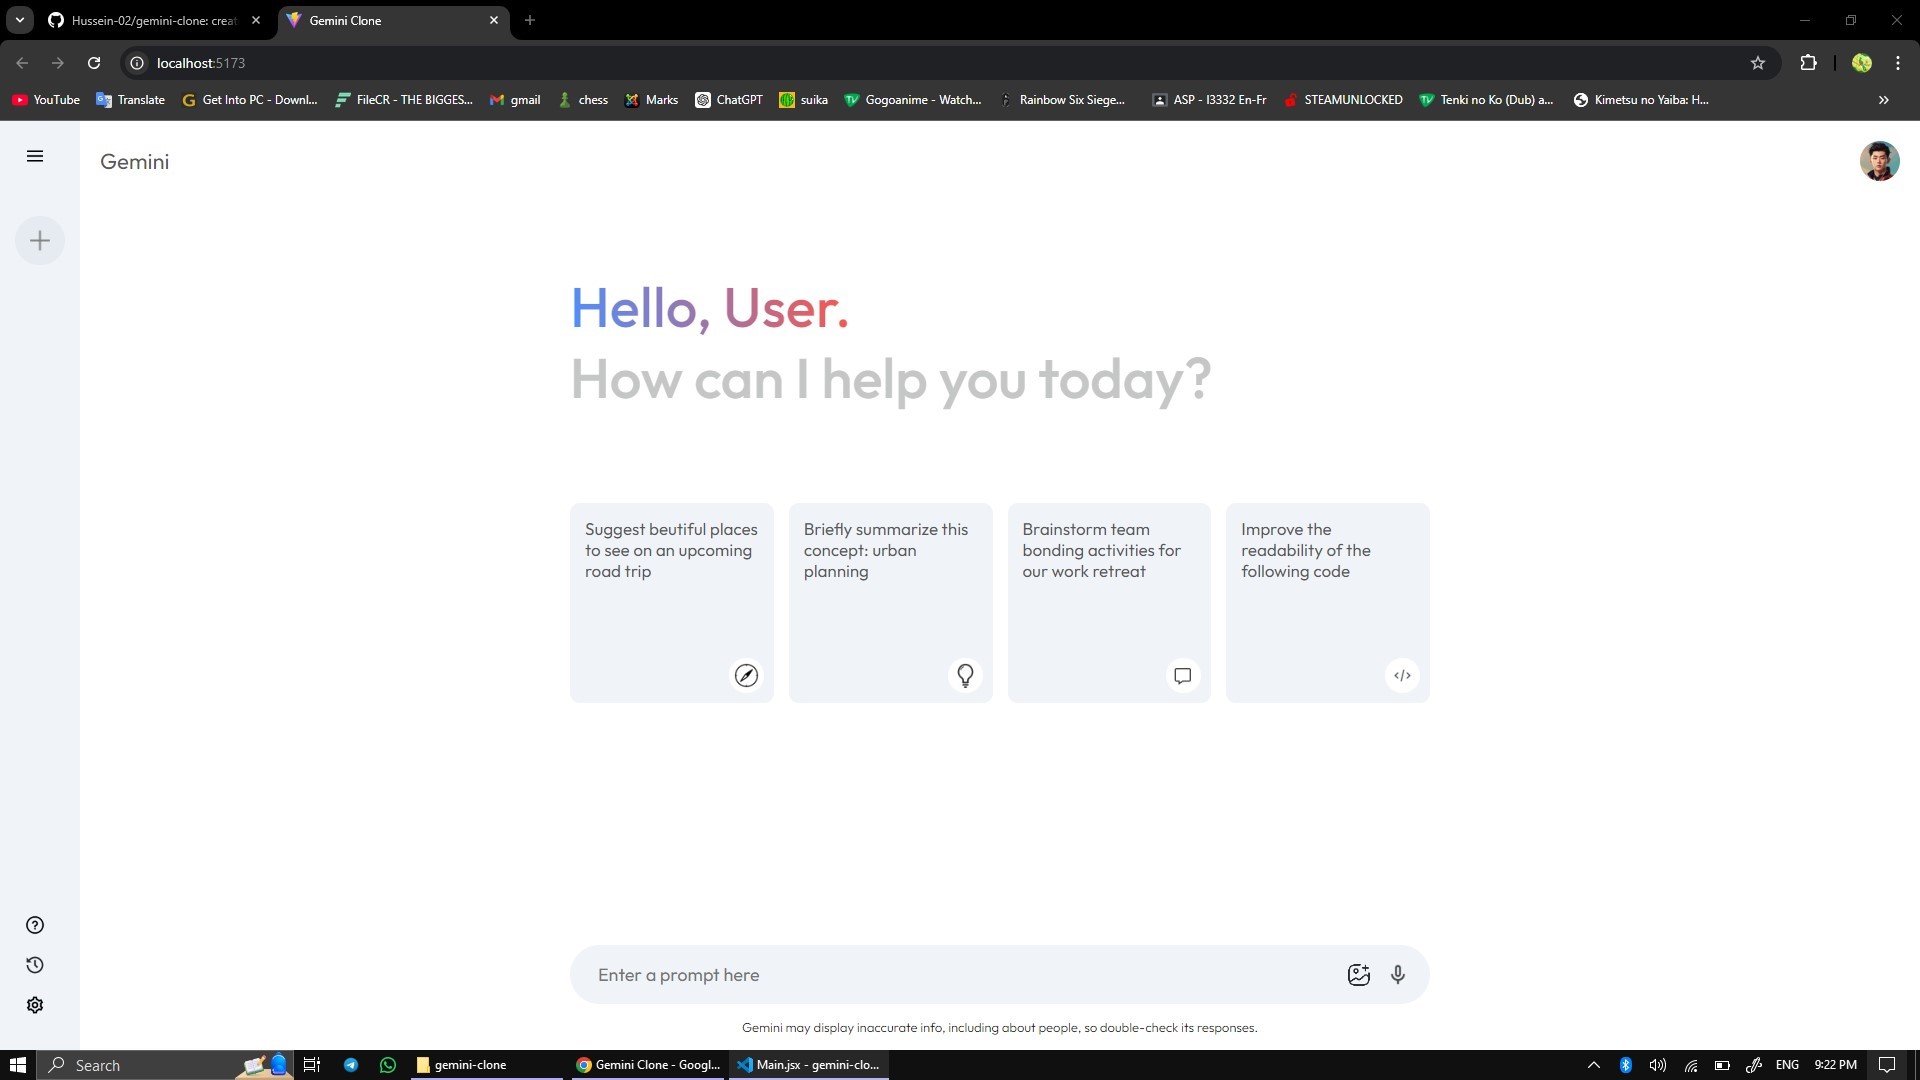 Hussein-02/gemini-clone: creat
Gemini Clone
localhost:5173
YouTube
Translate
Get Into PC - Downl...
FileCR - THE BIGGES...
gmail
chess
Marks
ChatGPT
suika
Gogoanime - Watch...
Rainbow Six Siege...
ASP - I3332 En-Fr
STEAMUNLOCKED
Tenki no Ko (Dub) a...
Kimetsu no Yaiba: H...
Gemini
Hello, User.
How can I help you today?
Suggest beutiful places
to see on an upcoming
road trip
Briefly summarize this
concept: urban
planning
Brainstorm team
bonding activities for
our work retreat
Improve the
readability of the
following code
Enter a prompt here
Gemini may display inaccurate info, including about people, so double-check its responses.
Search
gemini-clone
Gemini Clone - Googl...
Main.jsx - gemini-clo...
ENG
9:22 PM